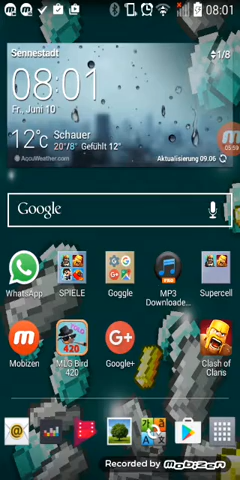 08:01
Sennestadt
1/8
08:01
Fr. Juni 10
05:59
12°C Schauer
20°/8° Gefühlt 12°
AccuWeather.com
Aktualisierung 09.06
Google
WhatsApp
SPIELE
Goggle
MP3 Downloade...
Supercell
Mobizen
MLG Bird 420
Google+
Clash of Clans
Recorded by mobizen